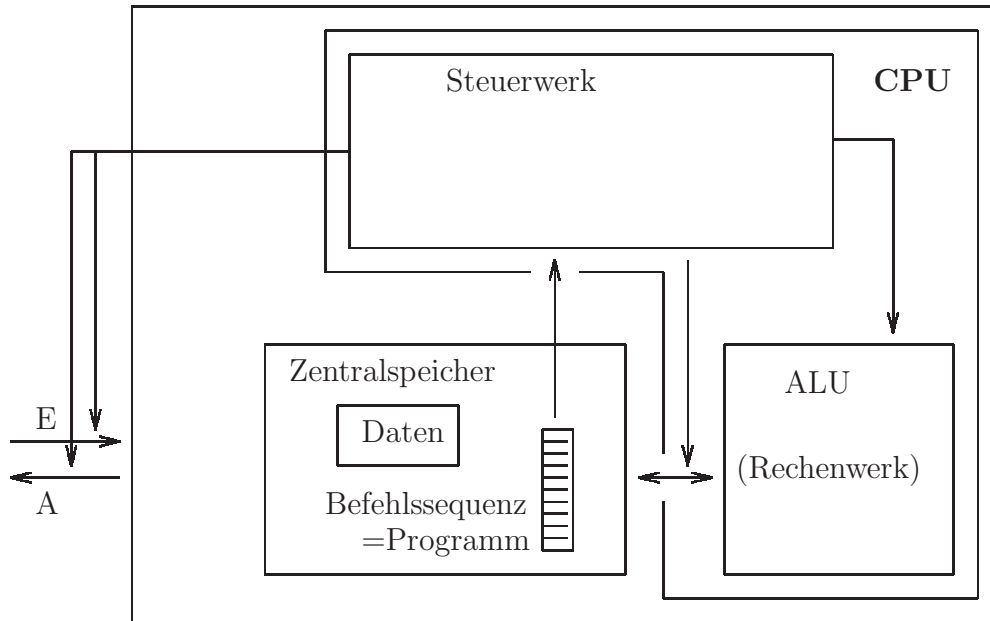 Steuerwerk
CPU
Zentralspeicher
ALU
E
Daten
(Rechenwerk)
A
Befehlssequenz
=Programm